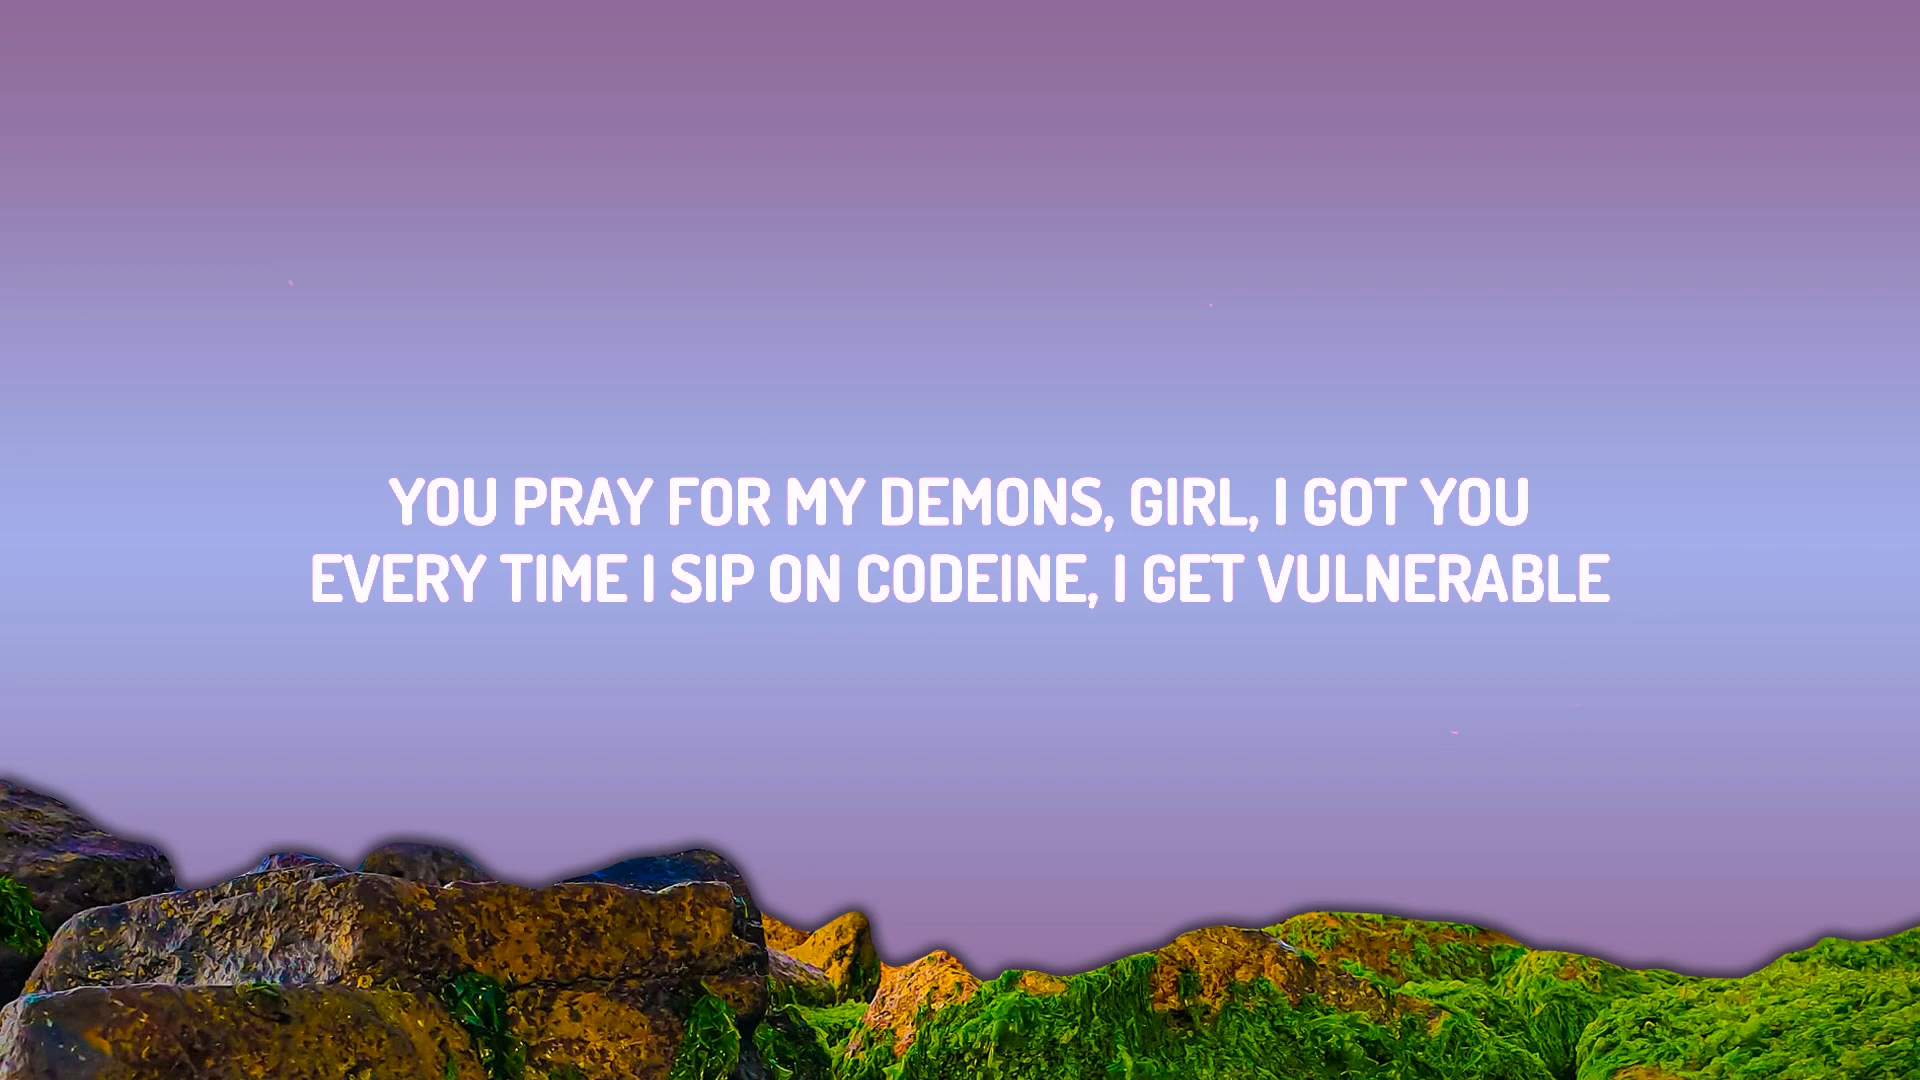 YOU PRAY FOR MY DEMONS, GIRL, I GOT YOU
EVERY TIME I SIP ON CODEINE, I GET VULNERABLE